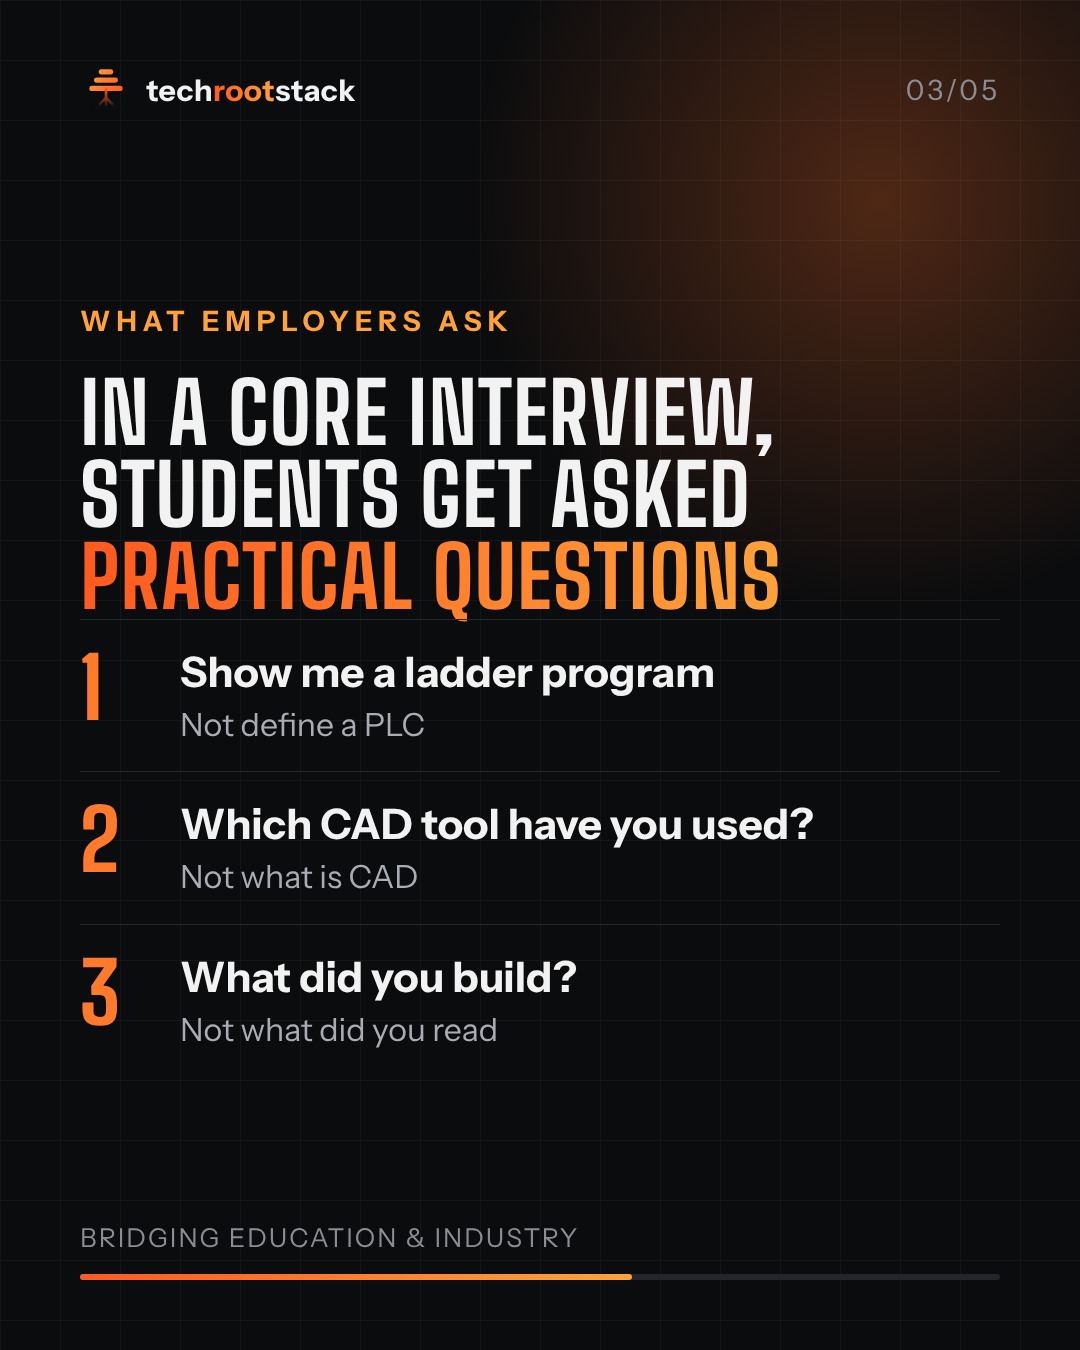 techrootstack
03/05
WHAT EMPLOYERS ASK
IN A CORE INTERVIEW,
STUDENTS GET ASKED
PRACTICAL QUESTIONS
1
Show me a ladder program
Not define a PLC
2
Which CAD tool have you used?
Not what is CAD
3
What did you build?
Not what did you read
BRIDGING EDUCATION & INDUSTRY